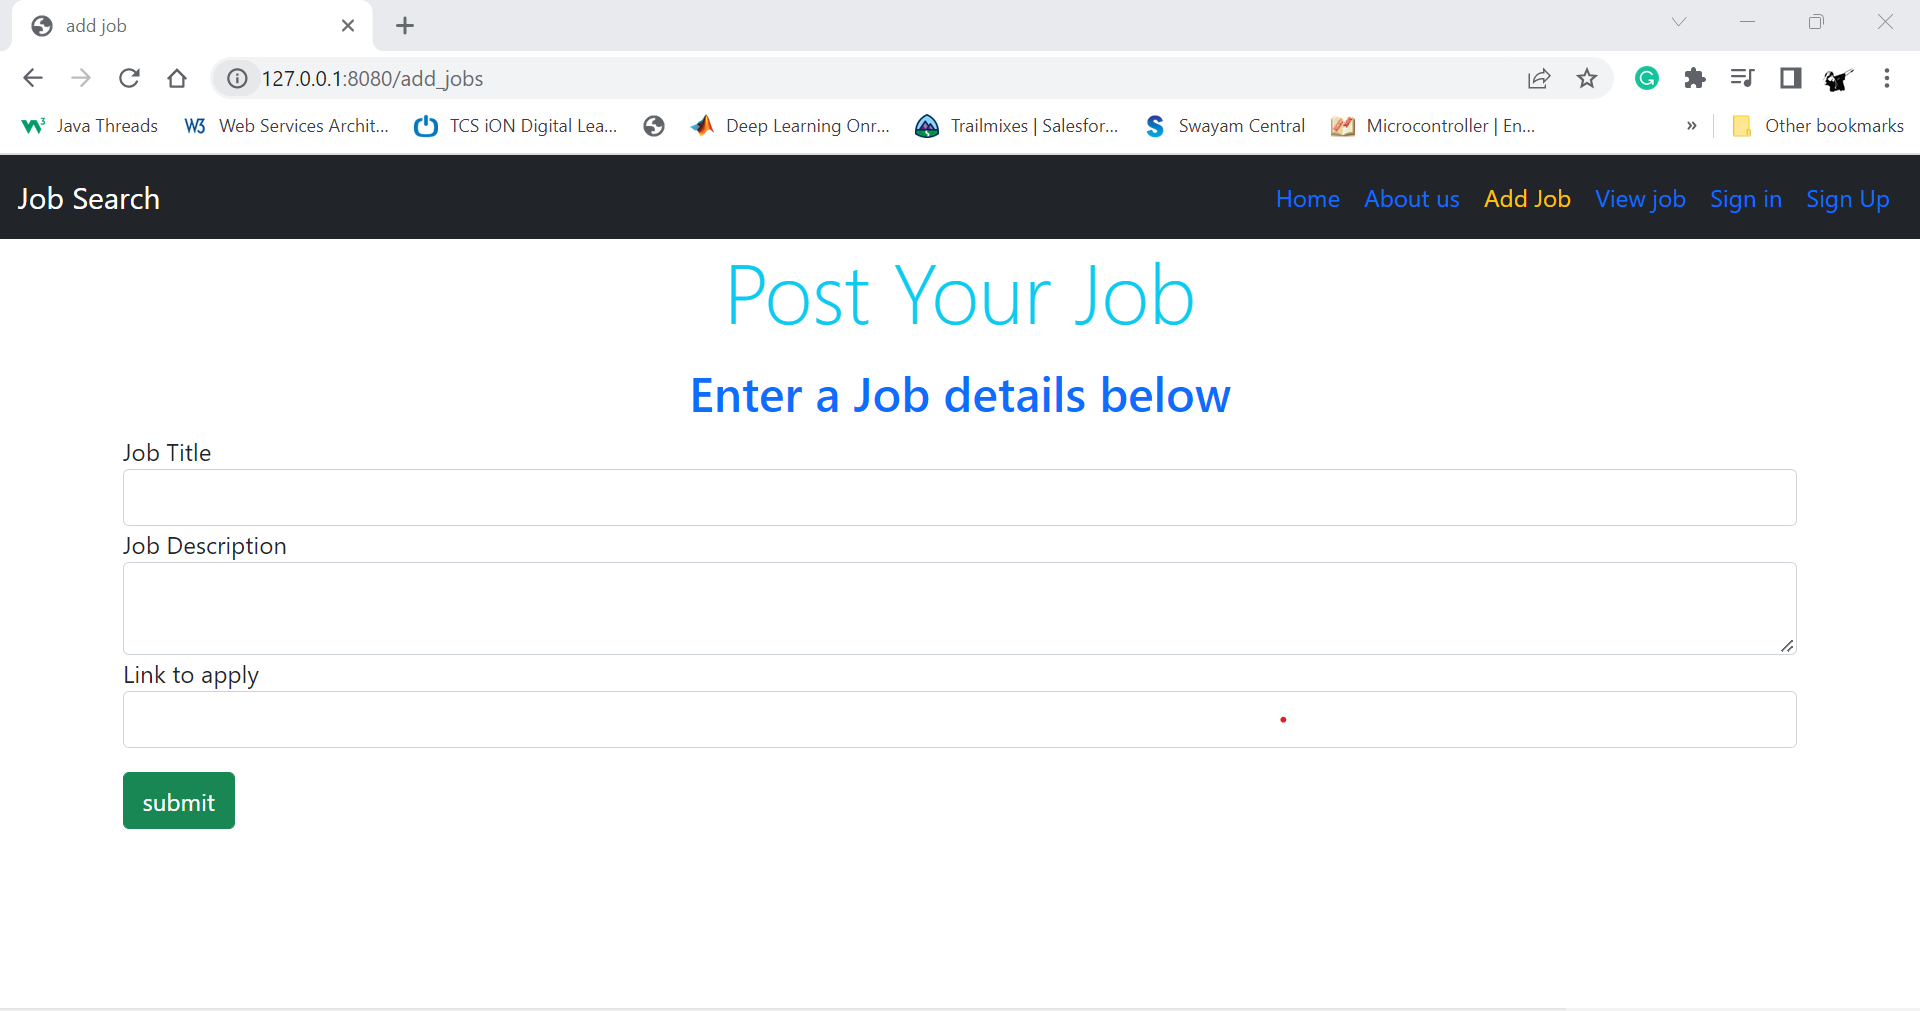 add job
127.0.0.1:8080/add_jobs
Java Threads W3 Web Services Archit... TCS iON Digital Lea... Deep Learning Onr... Trailmixes | Salesfor... Swayam Central Microcontroller | En... » Other bookmarks
Job Search Home About us Add Job View job Sign in Sign Up
Post Your Job
Enter a Job details below
Job Title
Job Description
Link to apply
submit